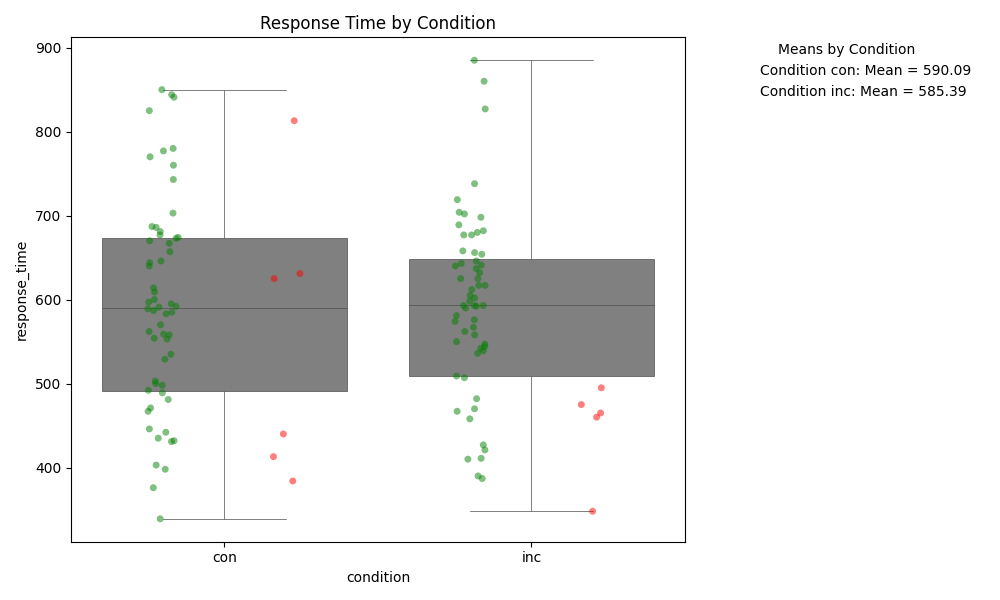 Response Time by Condition
900
800
700
600
500
400
response_time
con
inc
condition
Means by Condition
Condition con: Mean = 590.09
Condition inc: Mean = 585.39